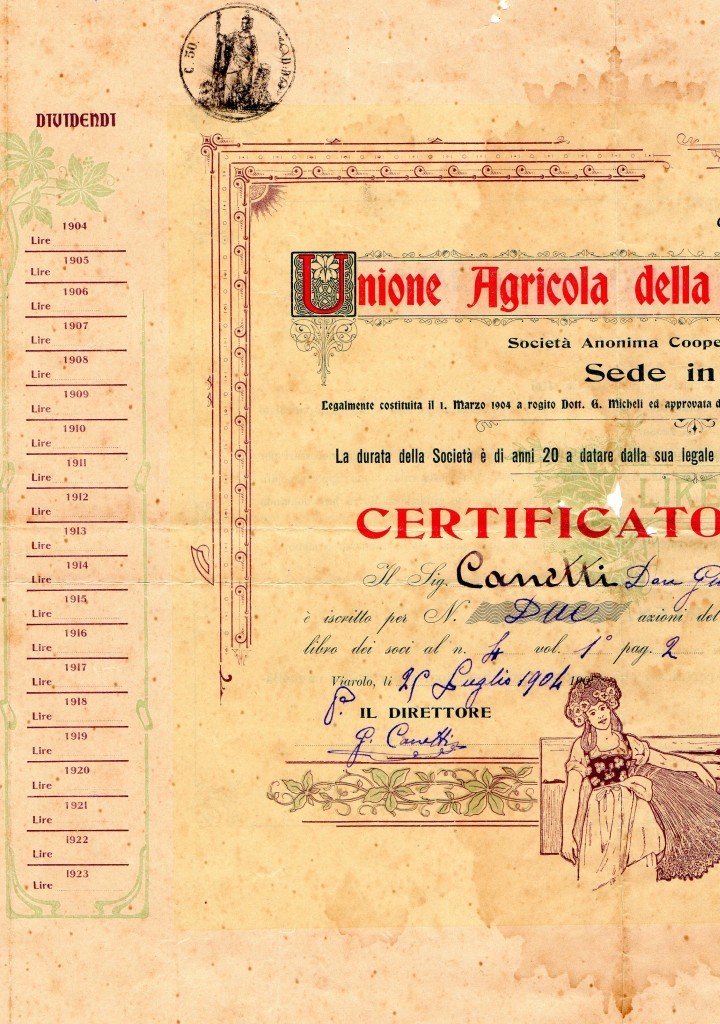 C. 50.
DIVIDENDI
1904
Lire
1905
Lire
1906
Lire
1907
Lire
1908
Lire
1909
Lire
1910
Lire
1911
Lire
1912
Lire
1913
Lire
1914
Lire
1915
Lire
1916
Lire
1917
Lire
1918
Lire
1919
Lire
1920
Lire
1921
Lire
1922
Lire
1923
Lire
Unione Agricola della
Società Anonima Coope
Sede in
Legalmente costituita il 1. Marzo 1904 a rogito Dott. G. Micheli ed approvata d
La durata della Società è di anni 20 a datare dalla sua legale
LIRE
CERTIFICATO
Il Sig. Canetti Don
è iscritto per N. Due azioni del
libro dei soci al n. 4 vol. 1° pag. 2
Viarolo, li 25 Luglio 1904 190
P. IL DIRETTORE
G. Canetti